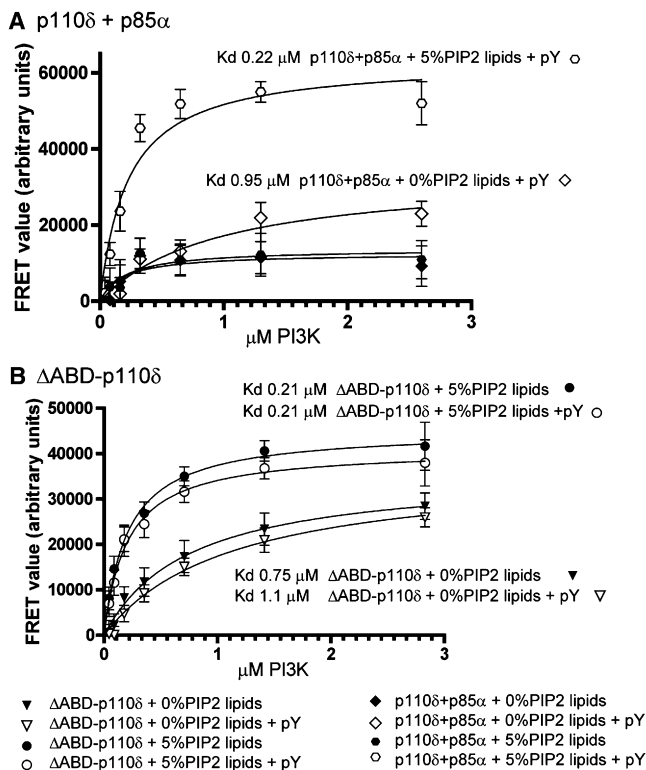 A p110δ + p85α
Kd 0.22 μM p110δ+p85α + 5%PIP2 lipids + pY
Kd 0.95 μM p110δ+p85α + 0%PIP2 lipids + pY
FRET value (arbitrary units)
60000
40000
20000
0
0 1 2 3
μM PI3K
B ΔABD-p110δ
Kd 0.21 μM ΔABD-p110δ + 5%PIP2 lipids
Kd 0.21 μM ΔABD-p110δ + 5%PIP2 lipids +pY
Kd 0.75 μM ΔABD-p110δ + 0%PIP2 lipids
Kd 1.1 μM ΔABD-p110δ + 0%PIP2 lipids + pY
FRET value (arbitrary units)
50000
40000
30000
20000
10000
0
0 1 2 3
μM PI3K
ΔABD-p110δ + 0%PIP2 lipids
ΔABD-p110δ + 0%PIP2 lipids + pY
ΔABD-p110δ + 5%PIP2 lipids
ΔABD-p110δ + 5%PIP2 lipids + pY
p110δ+p85α + 0%PIP2 lipids
p110δ+p85α + 0%PIP2 lipids + pY
p110δ+p85α + 5%PIP2 lipids
p110δ+p85α + 5%PIP2 lipids + pY